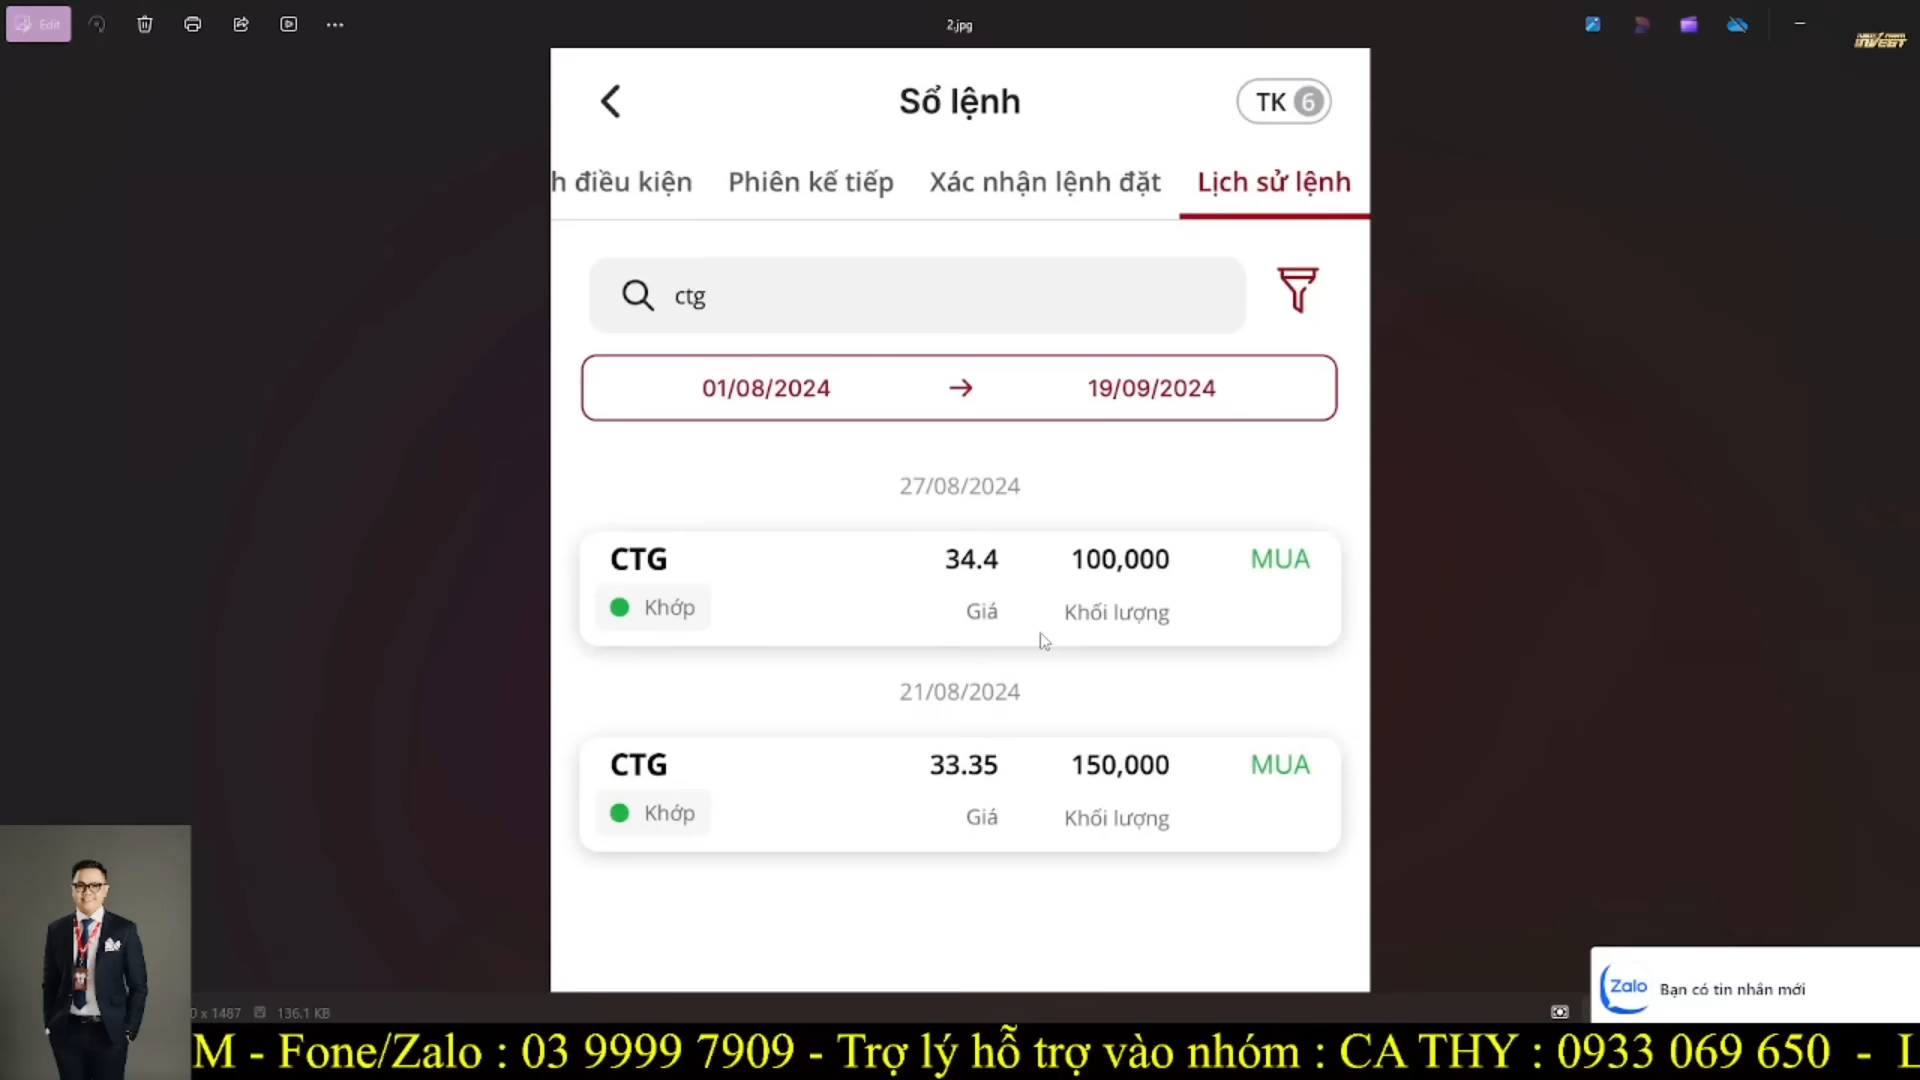 Edit
2.jpg
INVEST
Sổ lệnh
TK 6
h điều kiện
Phiên kế tiếp
Xác nhận lệnh đặt
Lịch sử lệnh
ctg
01/08/2024 → 19/09/2024
27/08/2024
CTG 34.4 100,000 MUA
Khớp Giá Khối lượng
21/08/2024
CTG 33.35 150,000 MUA
Khớp Giá Khối lượng
Zalo Bạn có tin nhắn mới
0 x 1487 136.1 KB
M - Fone/Zalo : 03 9999 7909 - Trợ lý hỗ trợ vào nhóm : CA THY : 0933 069 650 - L